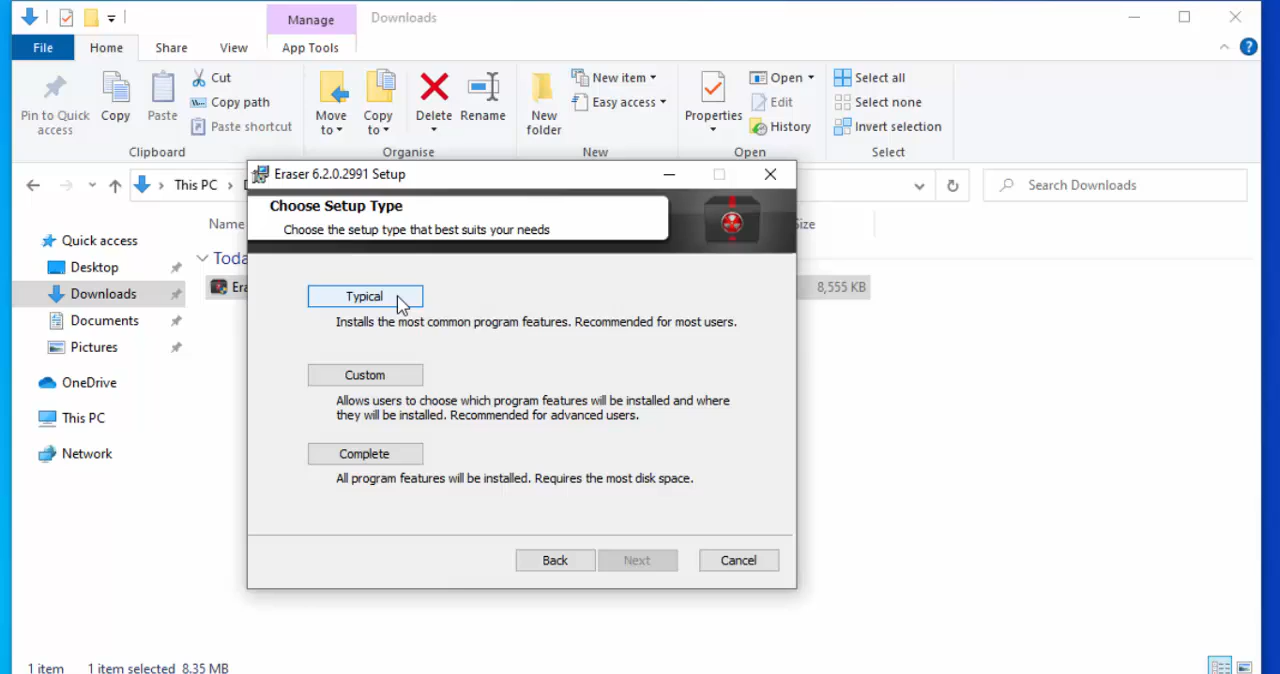 Manage
Downloads
File
Home
Share
View
App Tools
Pin to Quick access
Copy
Paste
Cut
Copy path
Paste shortcut
Clipboard
Move to
Copy to
Delete
Rename
Organise
New folder
New item
Easy access
New
Properties
Open
Edit
History
Open
Select all
Select none
Invert selection
Select
This PC
Search Downloads
Name
Quick access
Desktop
Downloads
Documents
Pictures
OneDrive
This PC
Network
8,555 KB
Eraser 6.2.0.2991 Setup
Choose Setup Type
Choose the setup type that best suits your needs
Typical
Installs the most common program features. Recommended for most users.
Custom
Allows users to choose which program features will be installed and where
they will be installed. Recommended for advanced users.
Complete
All program features will be installed. Requires the most disk space.
Back
Next
Cancel
1 item
1 item selected 8.35 MB